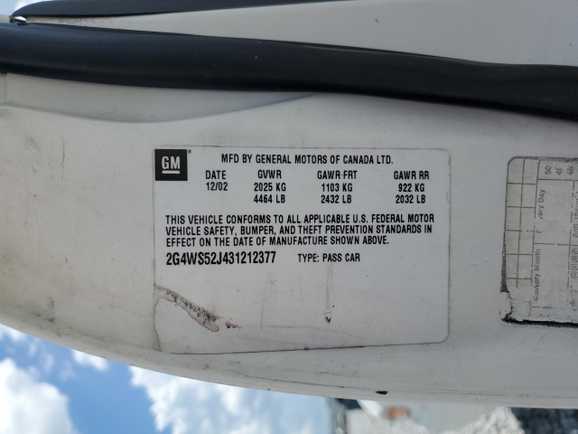 GM
MFD BY GENERAL MOTORS OF CANADA LTD.
DATE GVWR GAWR FRT GAWR RR
12/02 2025 KG 1103 KG 922 KG
4464 LB 2432 LB 2032 LB
THIS VEHICLE CONFORMS TO ALL APPLICABLE U.S. FEDERAL MOTOR
VEHICLE SAFETY, BUMPER, AND THEFT PREVENTION STANDARDS IN
EFFECT ON THE DATE OF MANUFACTURE SHOWN ABOVE.
2G4WS52J431212377 TYPE: PASS CAR